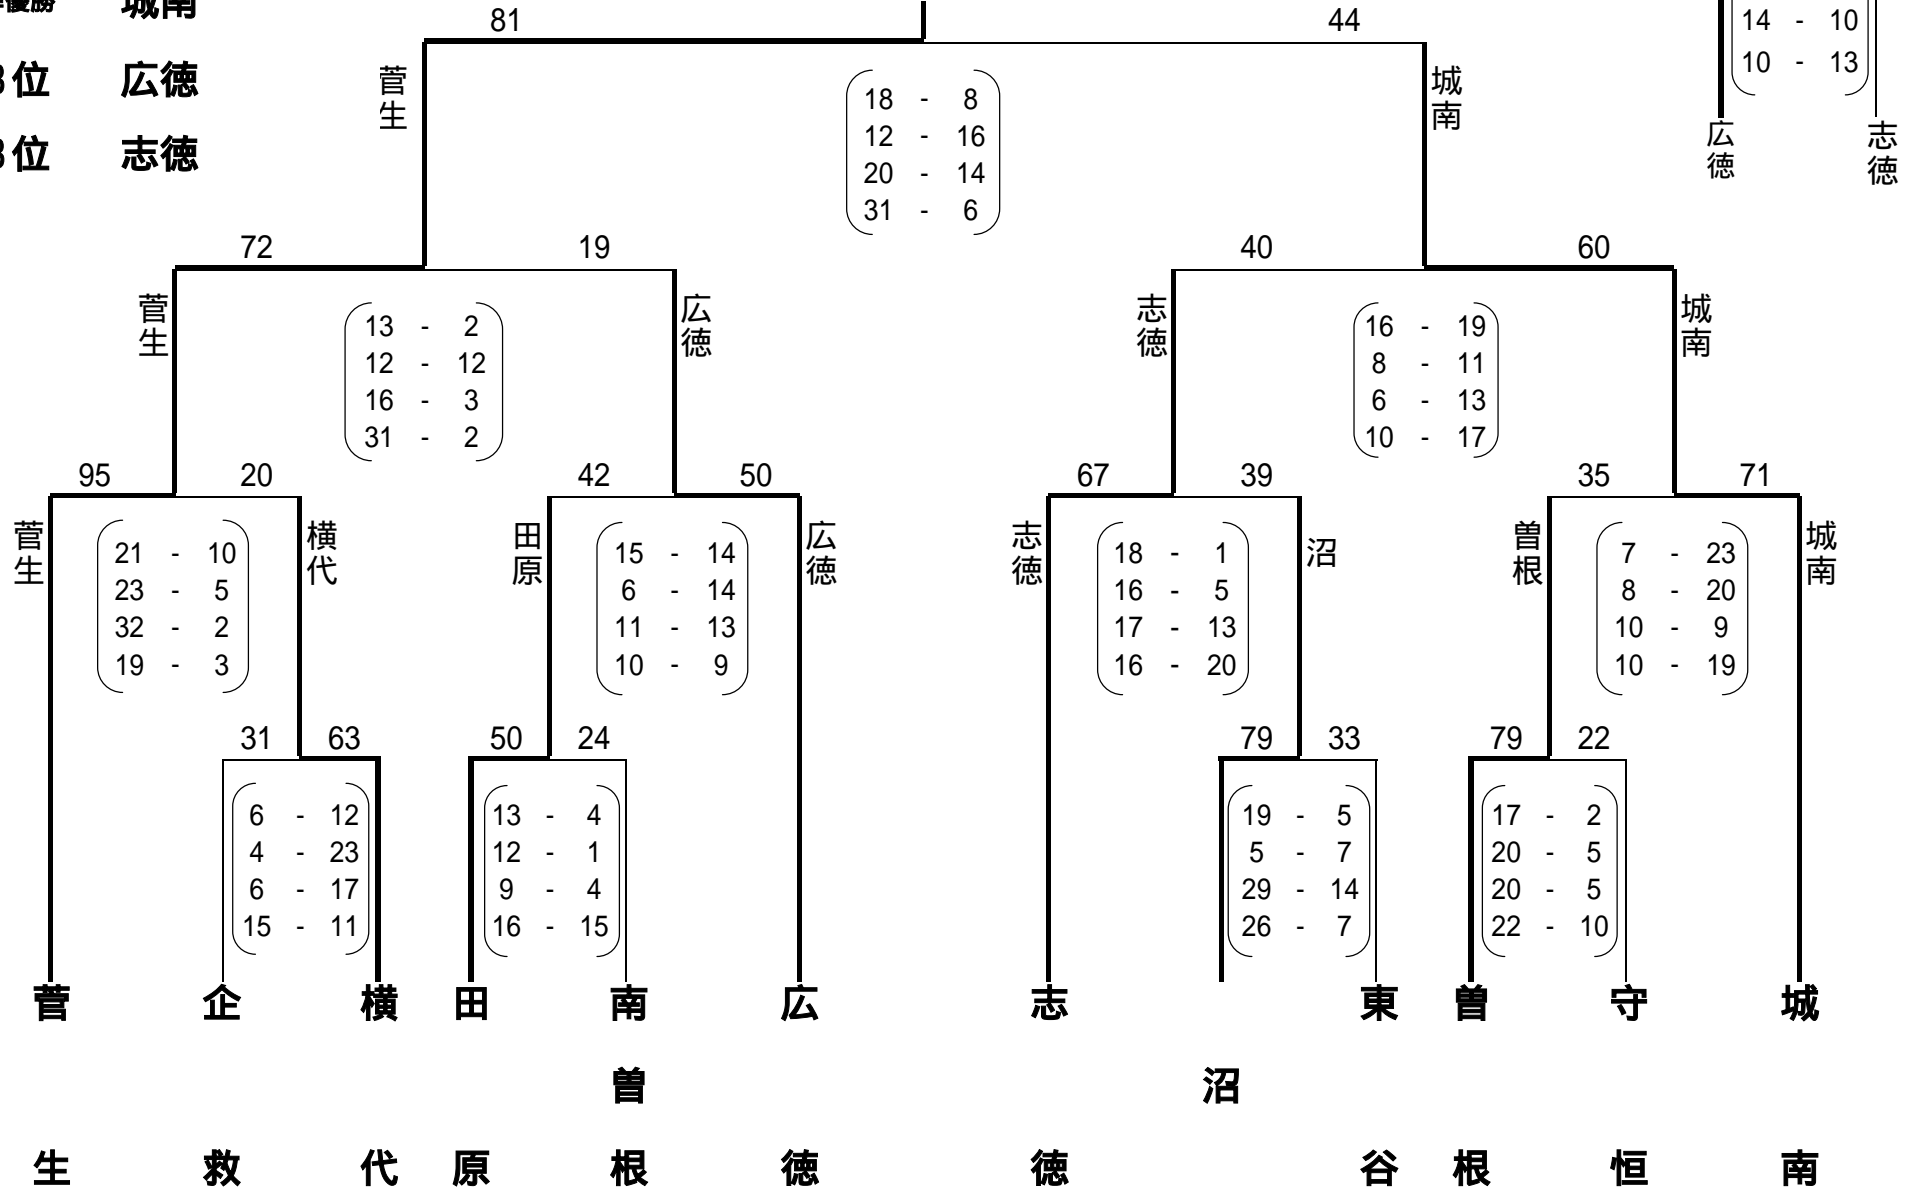 準優勝 城南
81 44
14 - 10
10 - 13
位 広徳
位 志徳
菅生
城南
広徳
志徳
18 - 8
12 - 16
20 - 14
31 - 6
72 19
40 60
菅生
広徳
志徳
城南
13 - 2
12 - 12
16 - 3
31 - 2
16 - 19
8 - 11
6 - 13
10 - 17
95 20
42 50
67 39
35 71
菅生
横代
田原
広徳
志徳
沼
曽根
城南
21 - 10
23 - 5
32 - 2
19 - 3
15 - 14
6 - 14
11 - 13
10 - 9
18 - 1
16 - 5
17 - 13
16 - 20
7 - 23
8 - 20
10 - 9
10 - 19
31 63
50 24
79 33
79 22
6 - 12
4 - 23
6 - 17
15 - 11
13 - 4
12 - 1
9 - 4
16 - 15
19 - 5
5 - 7
29 - 14
26 - 7
17 - 2
20 - 5
20 - 5
22 - 10
菅生
企救
横代
田原
南曽根
広徳
志徳
沼
東谷
曽根
守恒
城南